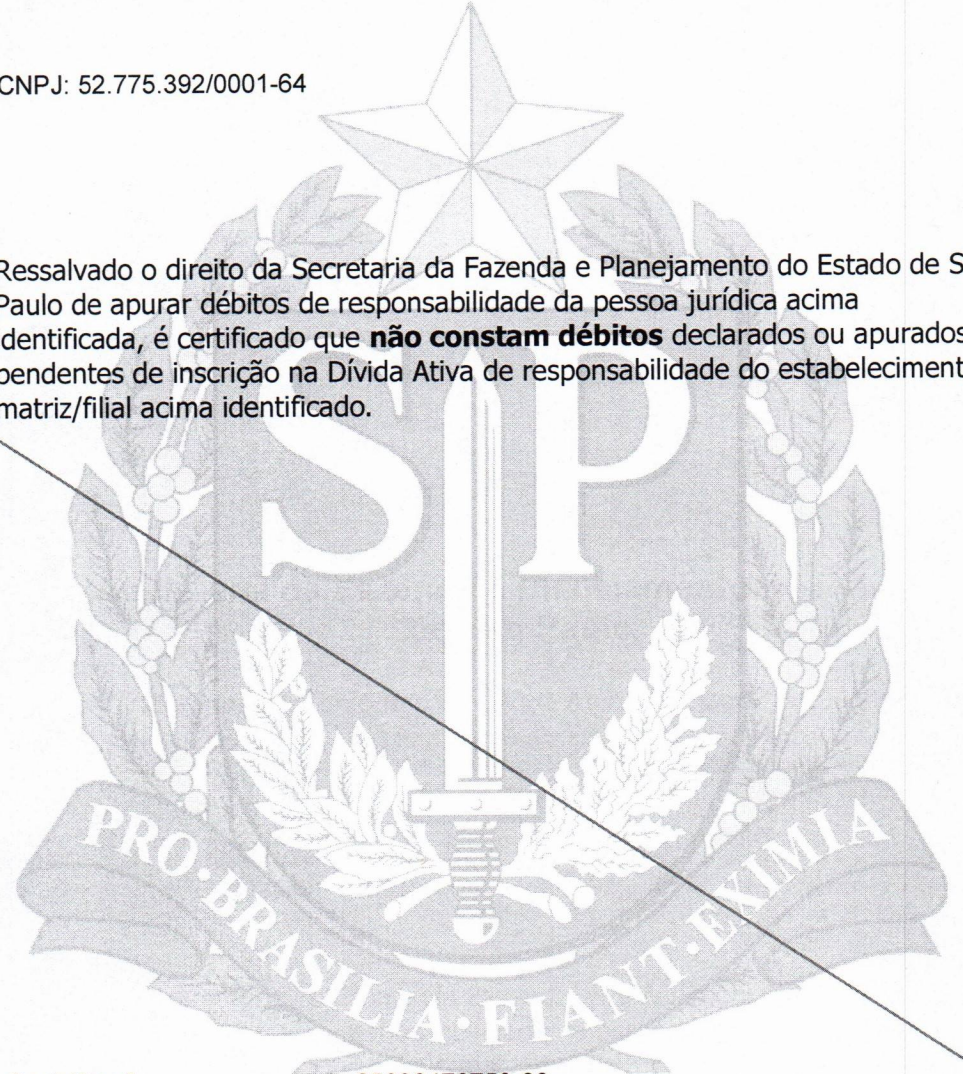 CNPJ: 52.775.392/0001-64
Ressalvado o direito da Secretaria da Fazenda e Planejamento do Estado de S
Paulo de apurar débitos de responsabilidade da pessoa jurídica acima
identificada, é certificado que não constam débitos declarados ou apurados
pendentes de inscrição na Dívida Ativa de responsabilidade do estabeleciment
matriz/filial acima identificado.
SP
PRO·BRASILIA·FIANT·EXIMIA